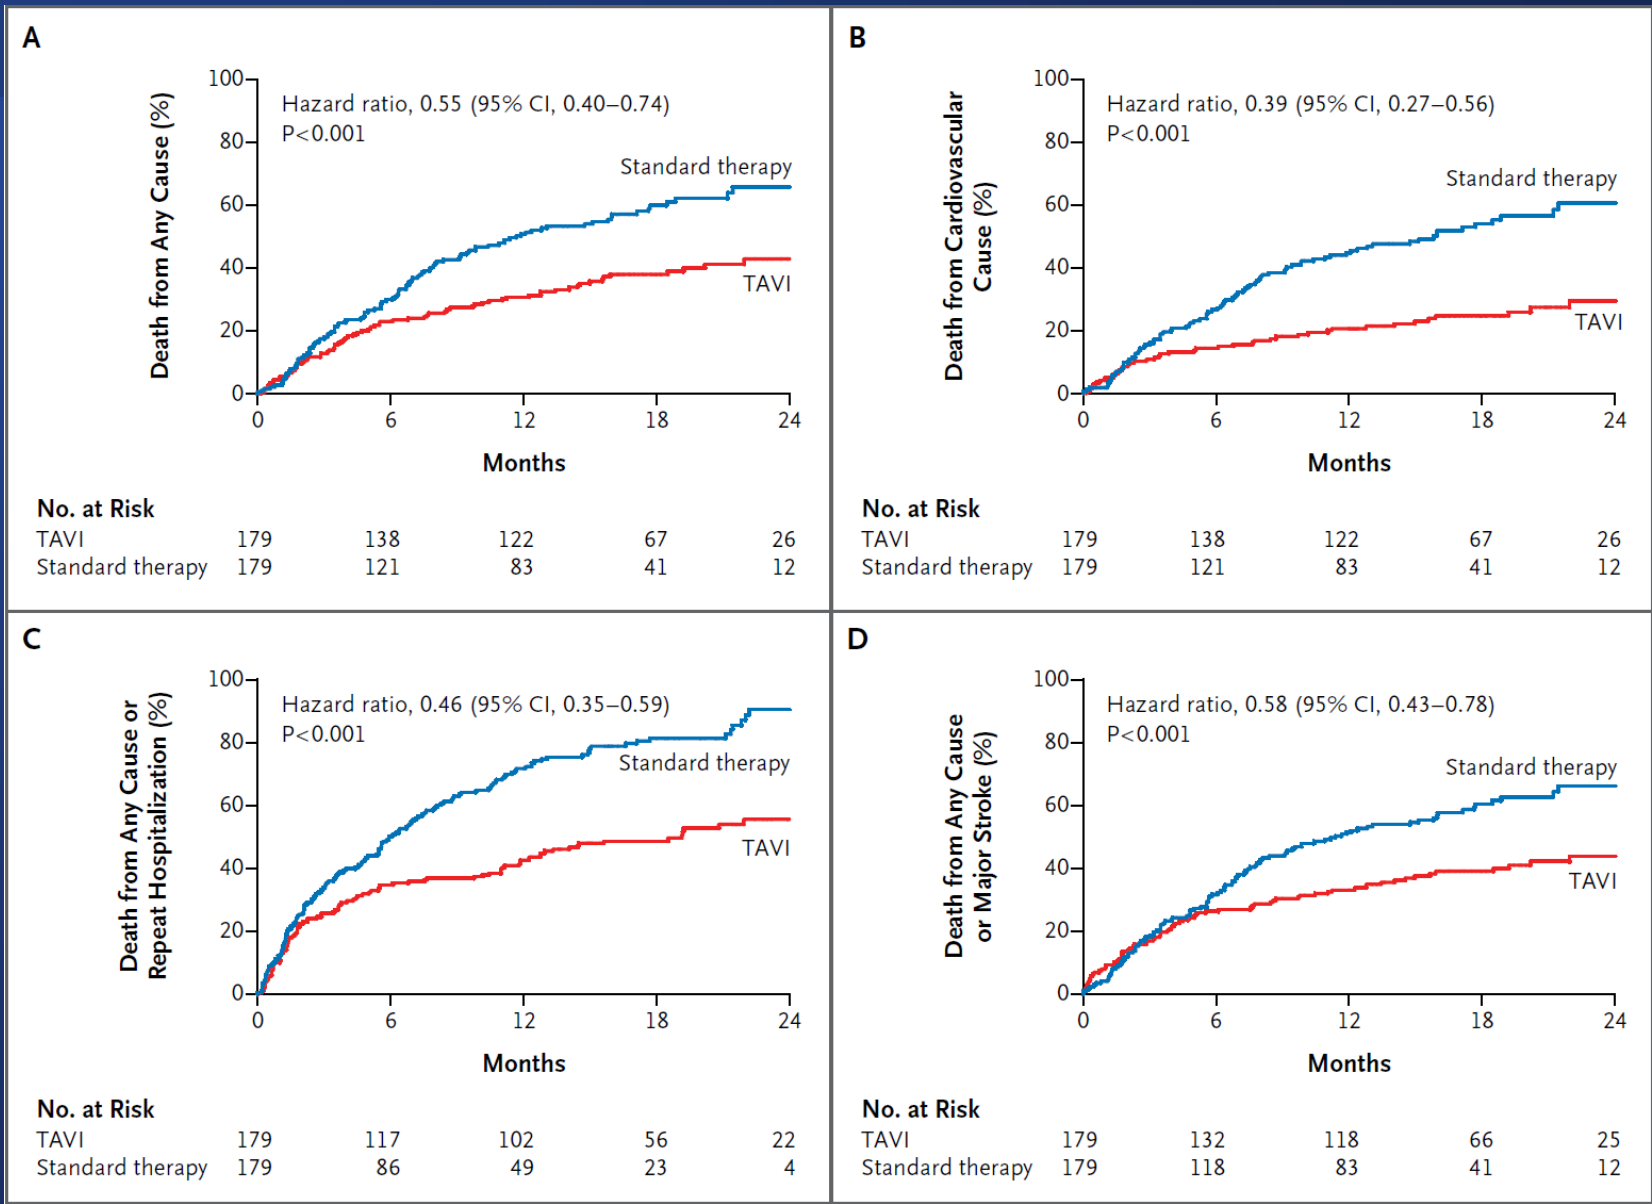 A
Death from Any Cause (%)
100
80
60
40
20
0
Hazard ratio, 0.55 (95% CI, 0.40–0.74)
P<0.001
Standard therapy
TAVI
0 6 12 18 24
Months
No. at Risk
TAVI 179 138 122 67 26
Standard therapy 179 121 83 41 12
B
Death from Cardiovascular
Cause (%)
100
80
60
40
20
0
Hazard ratio, 0.39 (95% CI, 0.27–0.56)
P<0.001
Standard therapy
TAVI
0 6 12 18 24
Months
No. at Risk
TAVI 179 138 122 67 26
Standard therapy 179 121 83 41 12
C
Death from Any Cause or
Repeat Hospitalization (%)
100
80
60
40
20
0
Hazard ratio, 0.46 (95% CI, 0.35–0.59)
P<0.001
Standard therapy
TAVI
0 6 12 18 24
Months
No. at Risk
TAVI 179 117 102 56 22
Standard therapy 179 86 49 23 4
D
Death from Any Cause
or Major Stroke (%)
100
80
60
40
20
0
Hazard ratio, 0.58 (95% CI, 0.43–0.78)
P<0.001
Standard therapy
TAVI
0 6 12 18 24
Months
No. at Risk
TAVI 179 132 118 66 25
Standard therapy 179 118 83 41 12